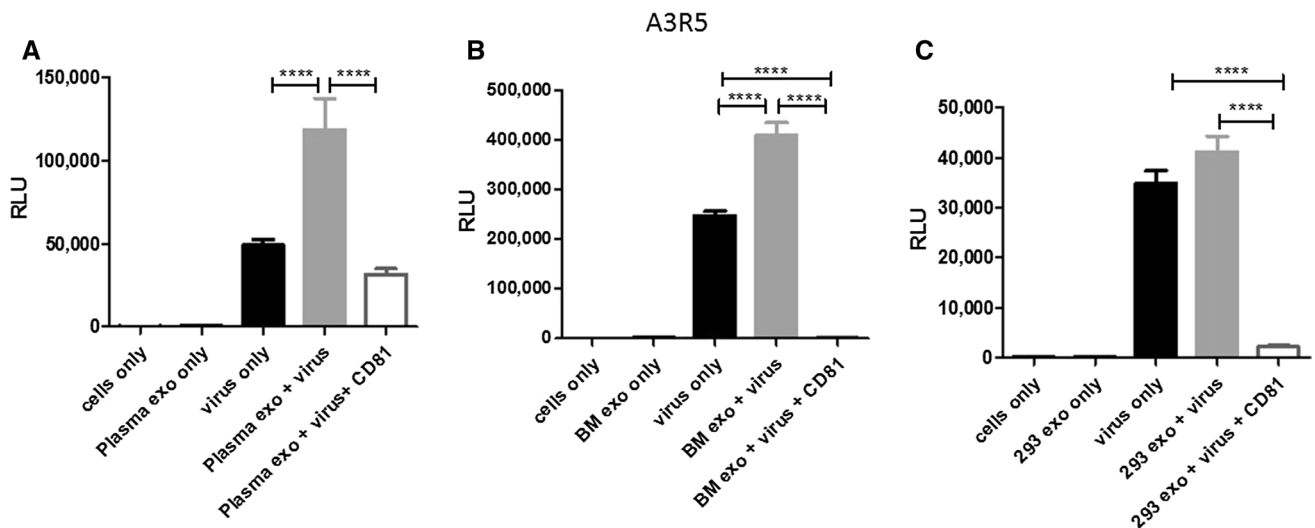 A3R5
A
150,000
100,000
50,000
0
RLU
****
****
cells only
Plasma exo only
virus only
Plasma exo + virus
Plasma exo + virus+ CD81
B
500,000
400,000
300,000
200,000
100,000
0
RLU
****
****
****
cells only
BM exo only
virus only
BM exo + virus
BM exo + virus + CD81
C
50,000
40,000
30,000
20,000
10,000
0
RLU
****
****
cells only
293 exo only
virus only
293 exo + virus
293 exo + virus + CD81